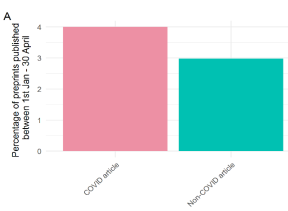 A
Percentage of preprints published
between 1st Jan - 30 April
4
3
2
1
0
COVID article
Non-COVID article